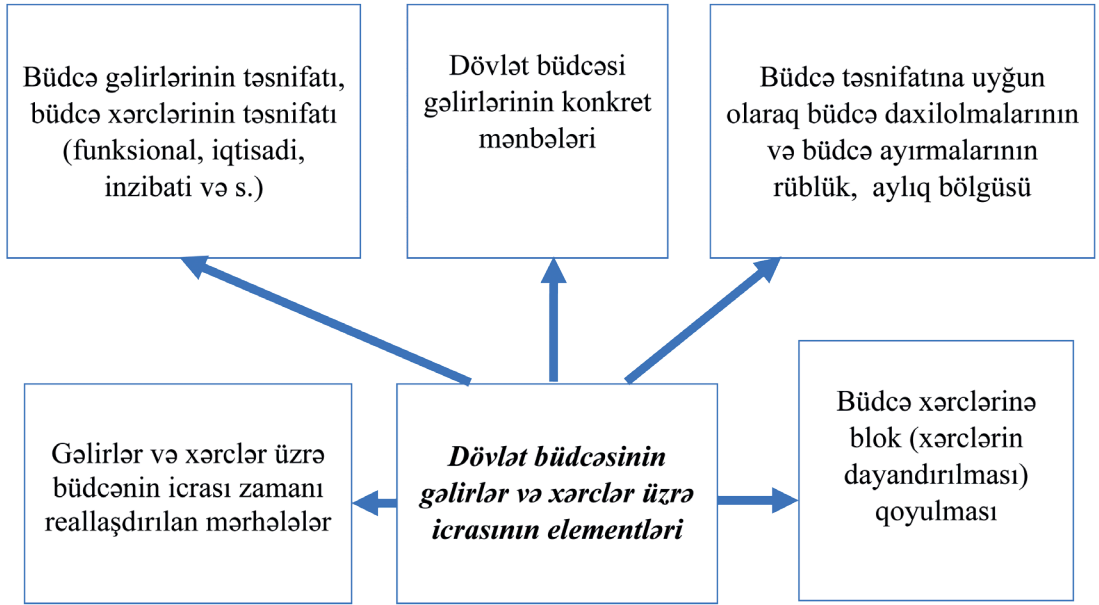 Büdcə gəlirlərinin təsnifatı,
büdcə xərclərinin təsnifatı
(funksional, iqtisadi,
inzibati və s.)
Dövlət büdcəsi
gəlirlərinin konkret
mənbələri
Büdcə təsnifatına uyğun
olaraq büdcə daxilolmalarının
və büdcə ayırmalarının
rüblük, aylıq bölgüsü
Gəlirlər və xərclər üzrə
büdcənin icrası zamanı
reallaşdırılan mərhələlər
Dövlət büdcəsinin
gəlirlər və xərclər üzrə
icrasının elementləri
Büdcə xərclərinə
blok (xərclərin
dayandırılması)
qoyulması